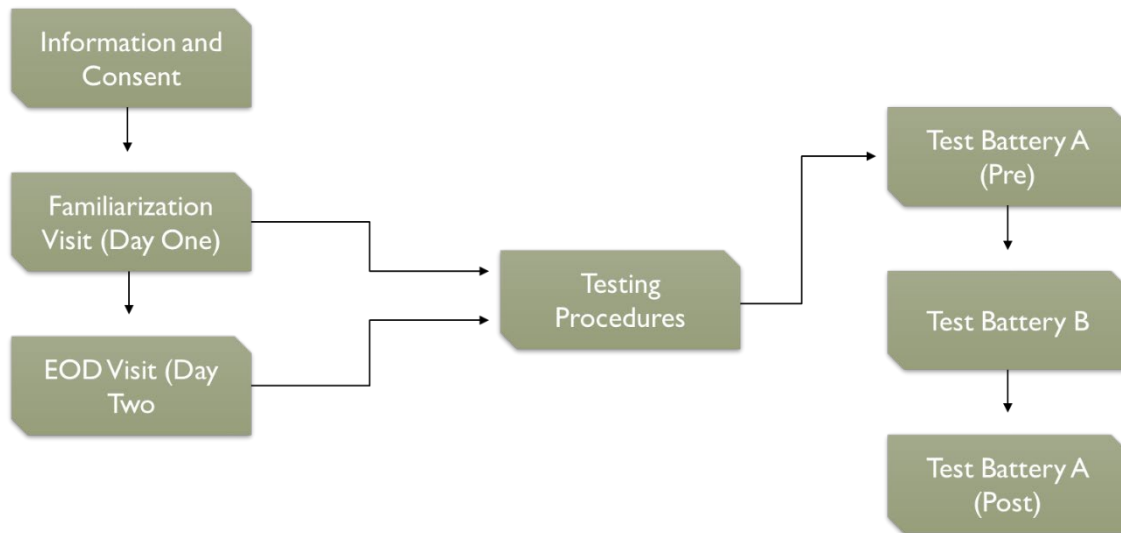 Information and
Consent
Familiarization
Visit (Day One)
EOD Visit (Day
Two
Testing
Procedures
Test Battery A
(Pre)
Test Battery B
Test Battery A
(Post)